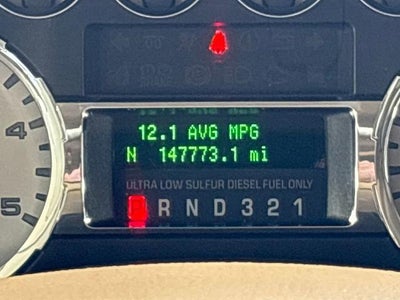 12.1 AVG MPG
N 147773.1 mi
ULTRA LOW SULFUR DIESEL FUEL ONLY
R N D 3 2 1
4
5